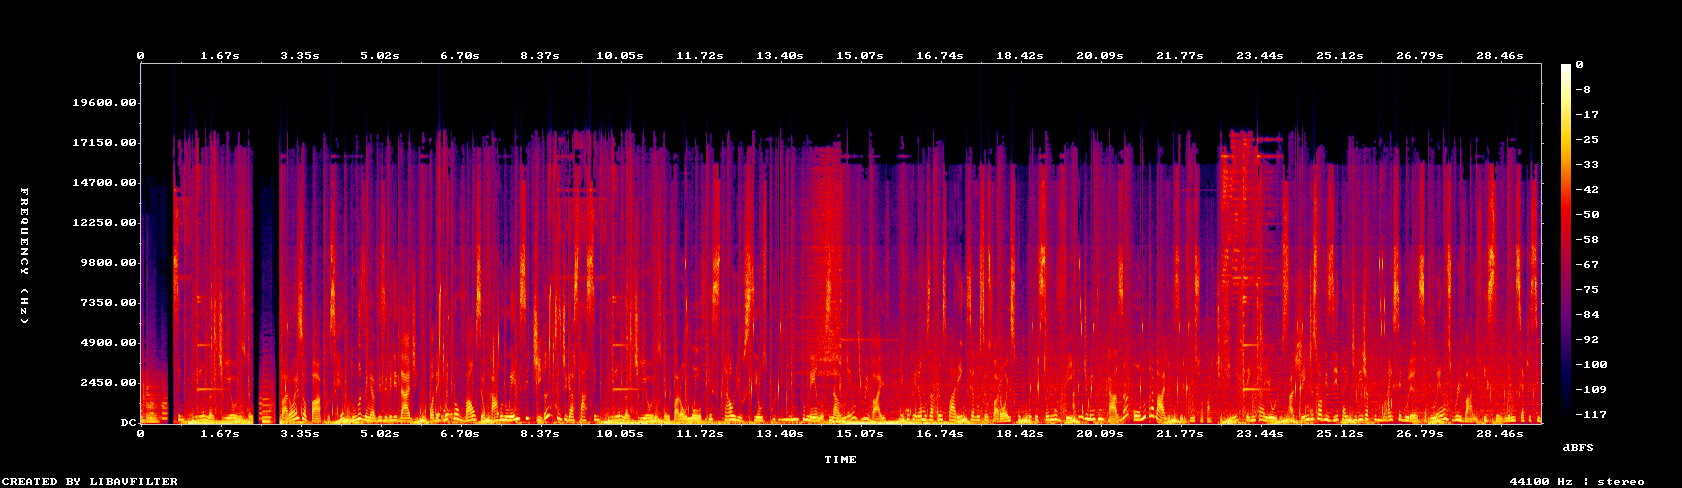 0 1.67s 3.35s 5.02s 6.70s 8.37s 10.05s 11.72s 13.40s 15.07s 16.74s 18.42s 20.09s 21.77s 23.44s 25.12s 26.79s 28.46s
19600.00
17150.00
14700.00
12250.00
9800.00
7350.00
4900.00
2450.00
DC
FREQUENCY (Hz)
0
-8
-17
-25
-33
-42
-50
-58
-67
-75
-84
-92
-100
-109
-117
dBFS
0 1.67s 3.35s 5.02s 6.70s 8.37s 10.05s 11.72s 13.40s 15.07s 16.74s 18.42s 20.09s 21.77s 23.44s 25.12s 26.79s 28.46s
TIME
CREATED BY LIBAVFILTER
44100 Hz | stereo